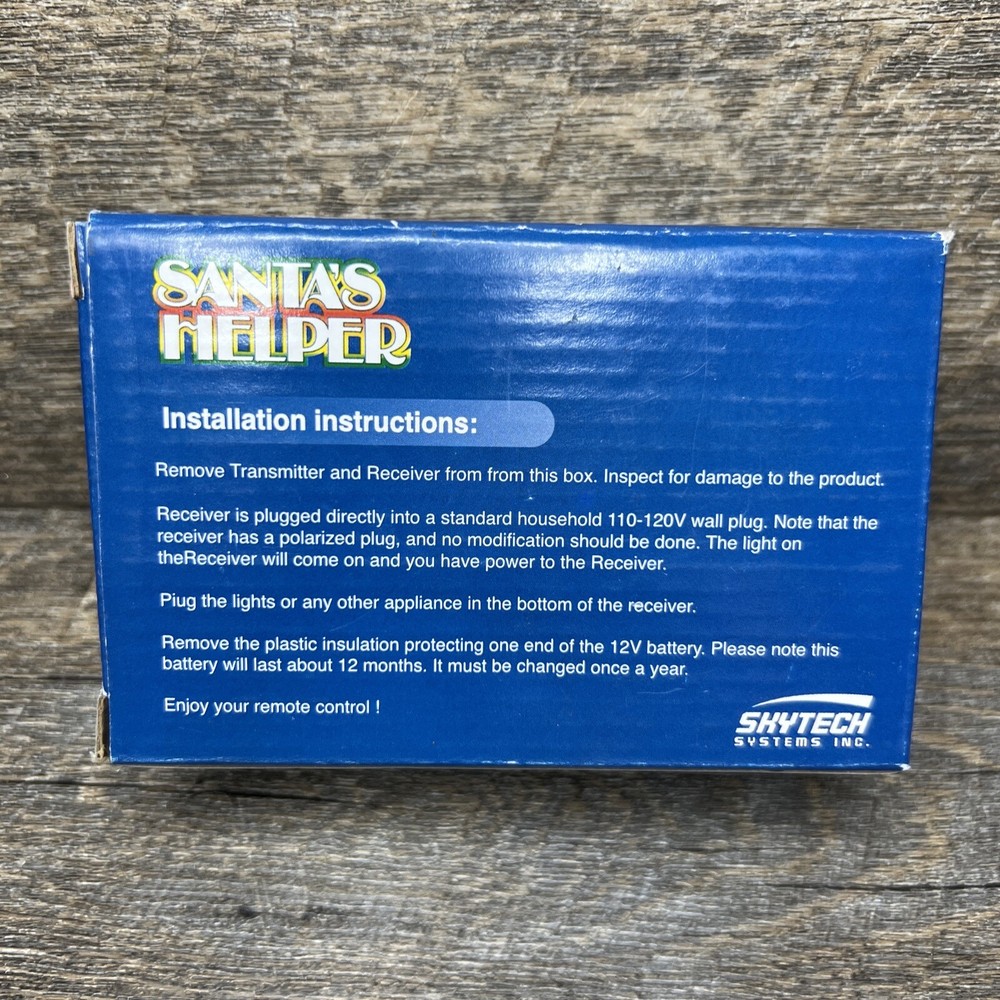 SANTA'S
HELPER
Installation instructions:
Remove Transmitter and Receiver from from this box. Inspect for damage to the product.
Receiver is plugged directly into a standard household 110-120V wall plug. Note that the
receiver has a polarized plug, and no modification should be done. The light on
theReceiver will come on and you have power to the Receiver.
Piug the lights or any other appliance in the bottom of the receiver.
Remove the plastic insulation protecting one end of the 12V battery. Please note this
battery will last about 12 months. It must be changed once a year.
Enjoy your remote control !
SKYTECH
SYSTEMS INC.